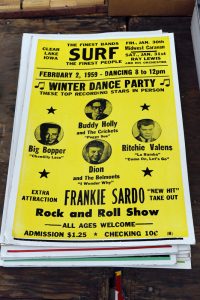 CLEAR LAKE IOWA
THE FINEST BANDS
SURF
THE FINEST PEOPLE
FRI., JAN. 30th
Midwest Caravan
SAT., JAN. 31st
RAY LEWIS
AND HIS ORCHESTRA
FEBRUARY 2, 1959 - DANCING 8 to 12pm
WINTER DANCE PARTY
THESE TOP RECORDING STARS IN PERSON
Buddy Holly
and The Crickets
"Peggy Sue"
Big Bopper
"Chantilly Lace"
Ritchie Valens
"La Bamba"
"Come On, Let's Go"
Dion
and The Belmonts
"I Wonder Why"
EXTRA ATTRACTION
FRANKIE SARDO
"NEW HIT"
TAKE OUT
Rock and Roll Show
ALL AGES WELCOME
ADMISSION $1.25 ★ CHECKING 10¢